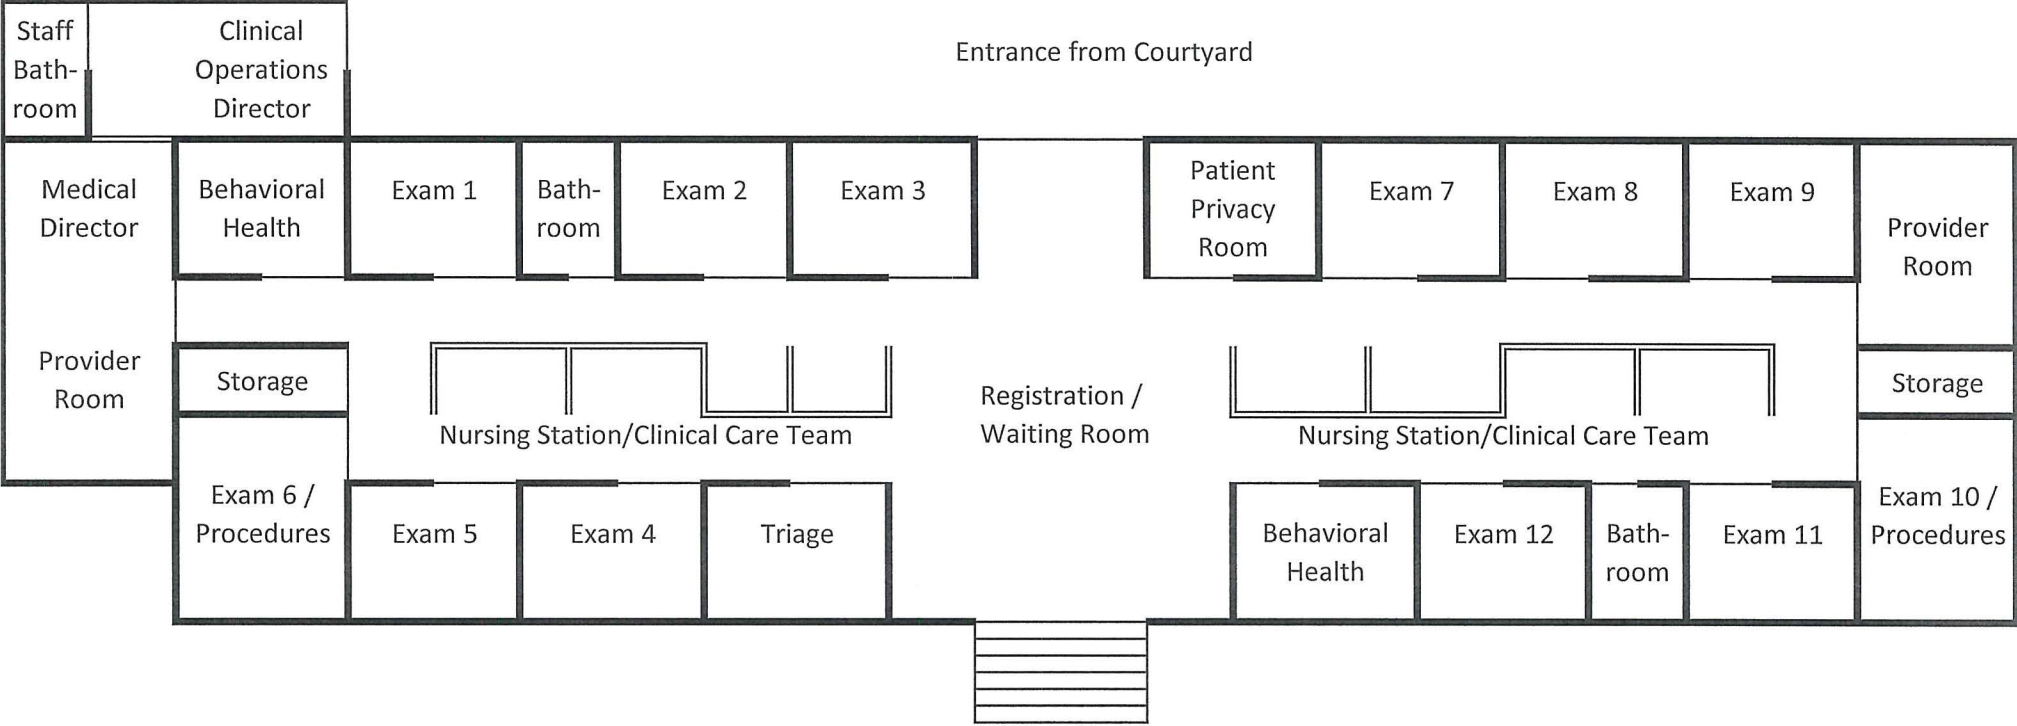 Staff
Bath-
room
Clinical
Operations
Director
Entrance from Courtyard
Medical
Director
Behavioral
Health
Exam 1
Bath-
room
Exam 2
Exam 3
Patient
Privacy
Room
Exam 7
Exam 8
Exam 9
Provider
Room
Provider
Room
Storage
Nursing Station/Clinical Care Team
Registration /
Waiting Room
Nursing Station/Clinical Care Team
Storage
Exam 6 /
Procedures
Exam 5
Exam 4
Triage
Behavioral
Health
Exam 12
Bath-
room
Exam 11
Exam 10 /
Procedures